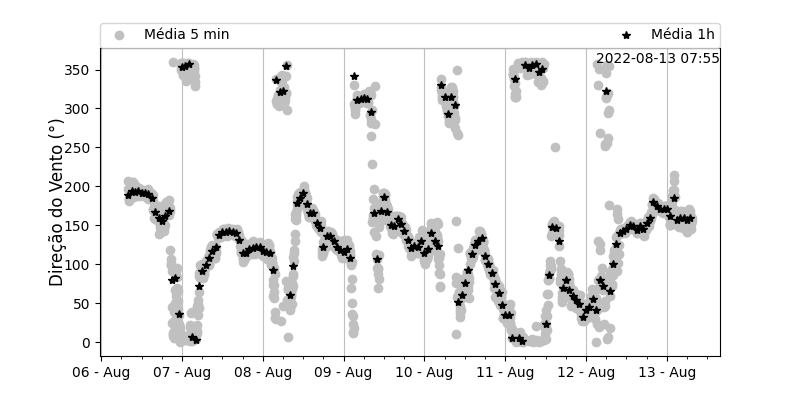 Média 5 min
Média 1h
2022-08-13 07:55
Direção do Vento (°)
350
300
250
200
150
100
50
0
06 - Aug
07 - Aug
08 - Aug
09 - Aug
10 - Aug
11 - Aug
12 - Aug
13 - Aug